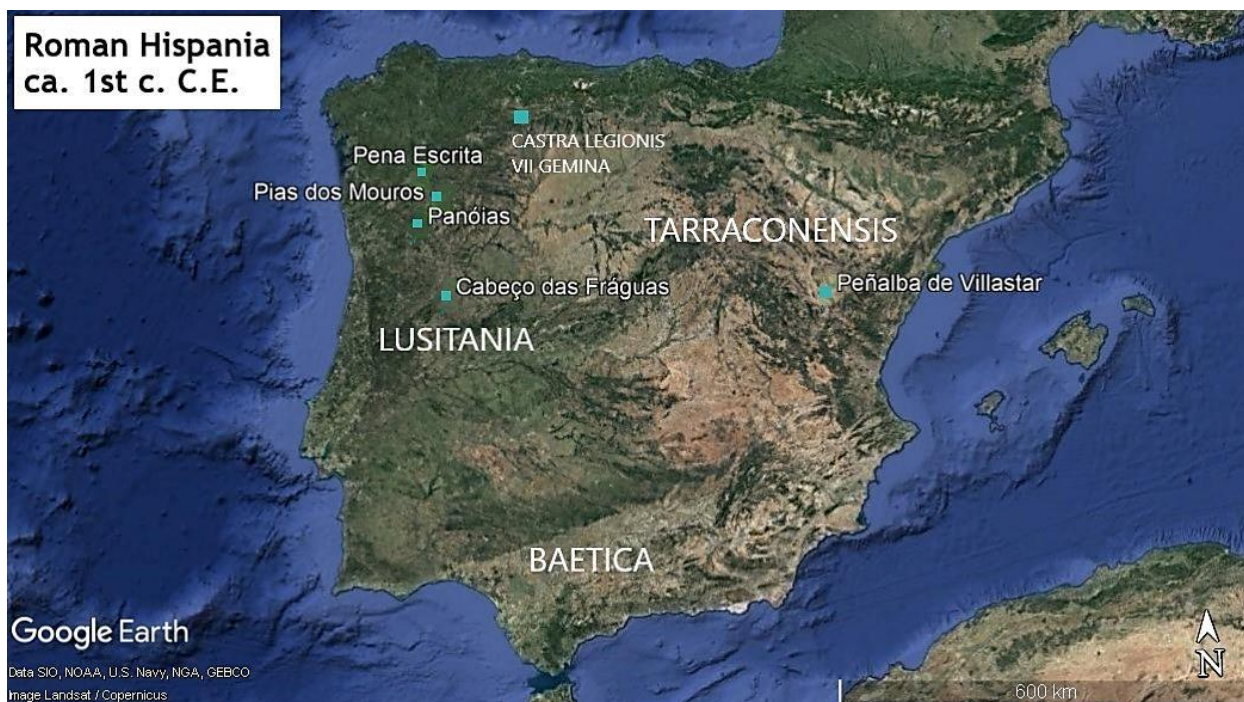 Roman Hispania
ca. 1st c. C.E.
CASTRA LEGIONIS
VII GEMINA
Pena Escrita
Pias dos Mouros
Panóias
TARRACONENSIS
Cabeço das Fráguas
Peñalba de Villastar
LUSITANIA
BAETICA
Google Earth
Data SIO, NOAA, U.S. Navy, NGA, GEBCO
Image Landsat / Copernicus
N
600 km